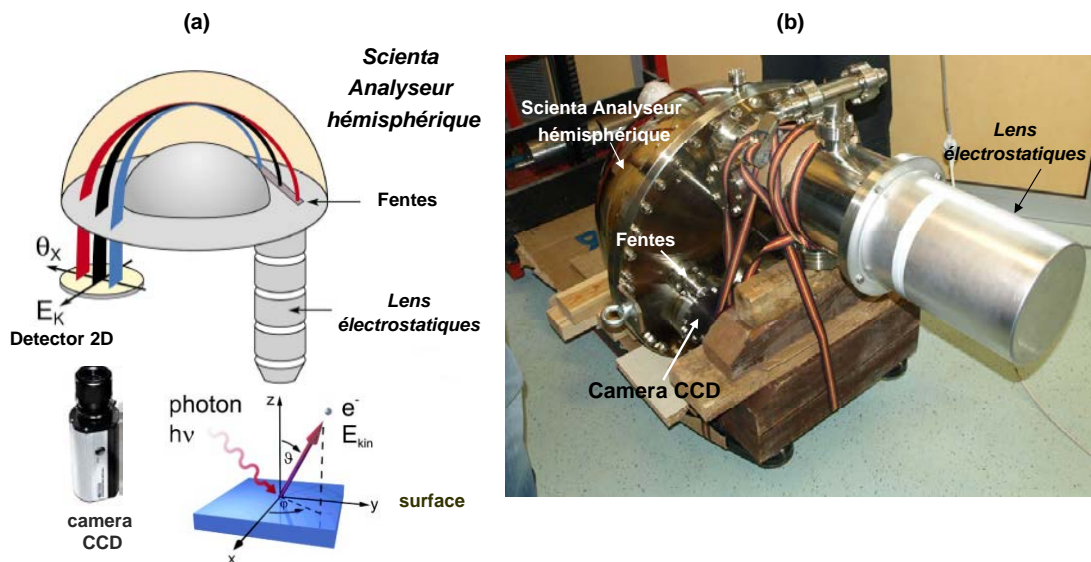 (a)
Scienta
Analyseur
hémisphérique
Fentes
θX
EK
Detector 2D
Lens
électrostatiques
photon
hν
z
e-
Ekin
ϑ
φ
y
x
surface
camera
CCD
(b)
Scienta Analyseur
hémisphérique
Lens
électrostatiques
Fentes
Camera CCD